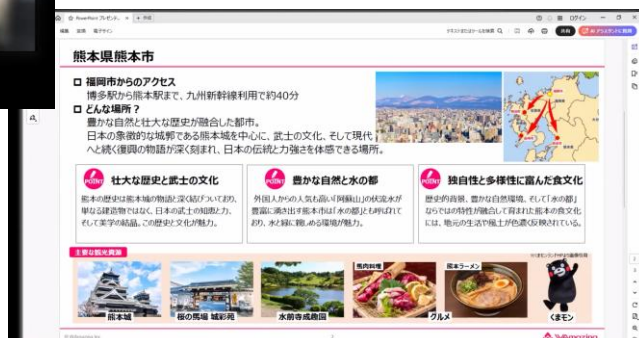 熊本県熊本市
福岡市からのアクセス
博多駅から熊本駅まで、九州新幹線利用で約40分
どんな場所？
豊かな自然と壮大な歴史が融合した都市。
日本の象徴的な城郭である熊本城を中心に、武士の文化、そして現代
へと続く復興の物語が深く刻まれ、日本の伝統と力強さを体感できる場所。
POINT 壮大な歴史と武士の文化
熊本の歴史は熊本城の物語と深く結びついており、
単なる建造物ではなく、日本の武士の知恵と力、
そして美学の結晶。この歴史と文化が魅力。
POINT 豊かな自然と水の都
外国人からの人気も高い「阿蘇山」の伏流水が
豊富に湧き出す熊本市は「水の都」とも呼ばれて
おり、水と緑に親しめる環境が魅力。
POINT 独自性と多様性に富んだ食文化
歴史的背景、豊かな自然環境、そして「水の都」
ならではの特性が融合して育まれた熊本の食文化
には、地元の生活や風土が色濃く反映されている。
主要な観光資源
熊本城
桜の馬場 城彩苑
水前寺成趣園
馬肉料理
熊本ラーメン
グルメ
くまモン